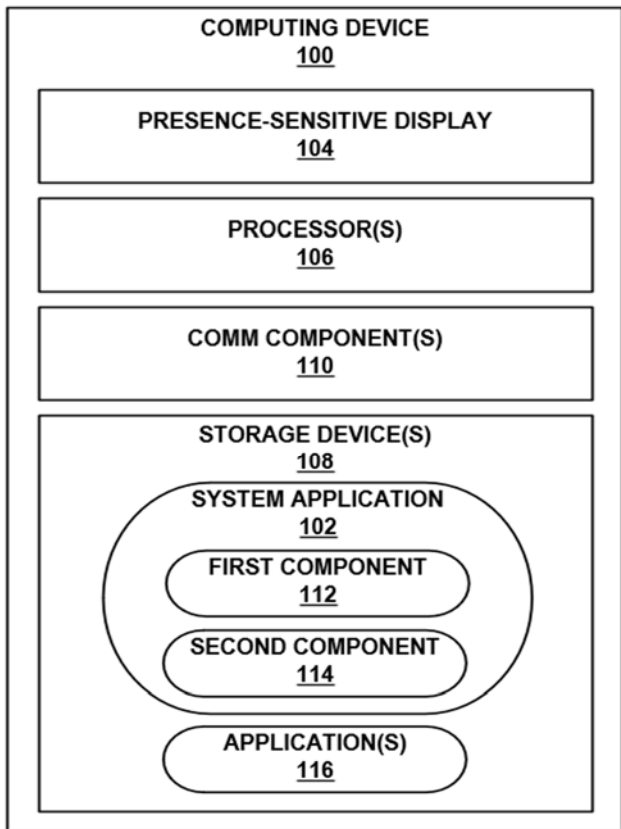 COMPUTING DEVICE
100
PRESENCE-SENSITIVE DISPLAY
104
PROCESSOR(S)
106
COMM COMPONENT(S)
110
STORAGE DEVICE(S)
108
SYSTEM APPLICATION
102
FIRST COMPONENT
112
SECOND COMPONENT
114
APPLICATION(S)
116